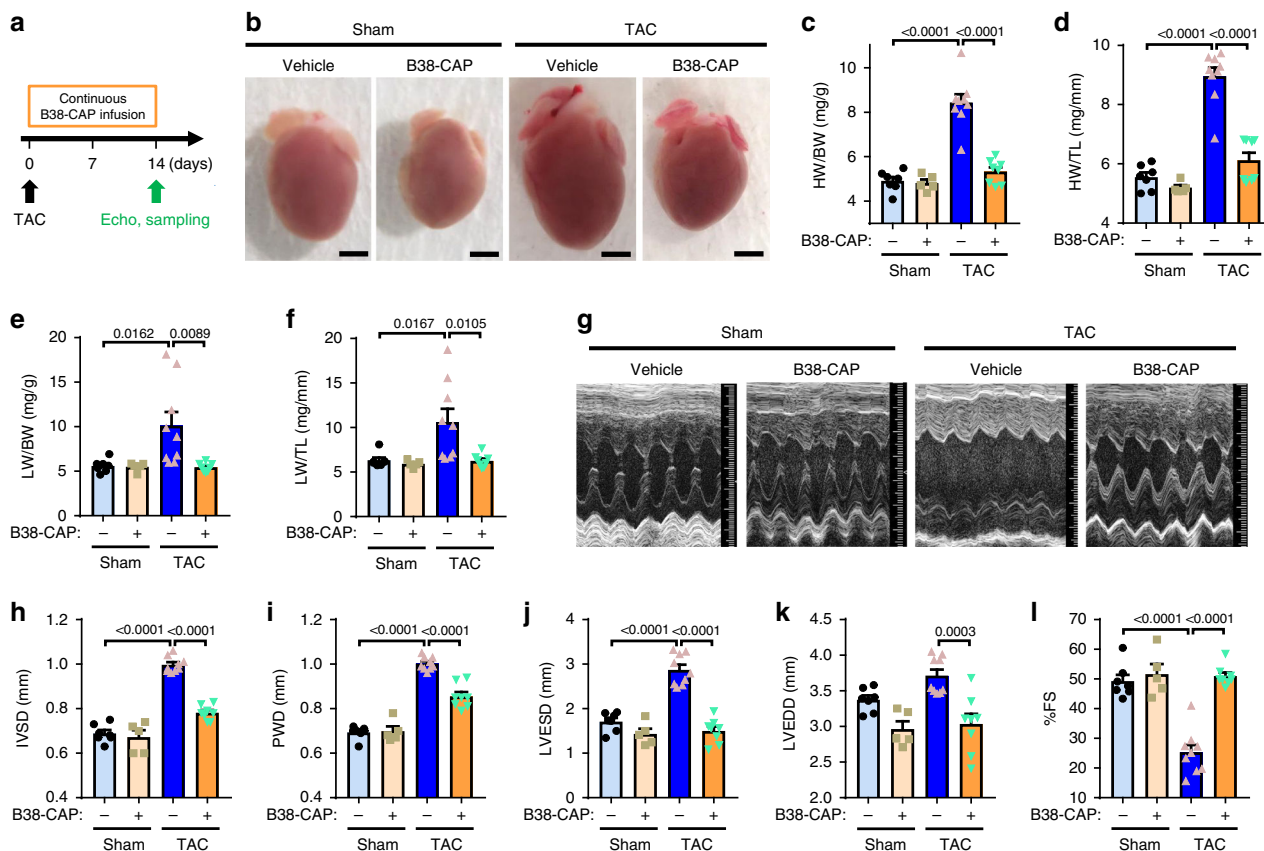 a
Continuous
B38-CAP infusion
0
7
14 (days)
TAC
Echo, sampling
b
Sham
TAC
Vehicle
B38-CAP
Vehicle
B38-CAP
c
<0.0001
<0.0001
HW/BW (mg/g)
10
8
6
4
B38-CAP:
–
+
–
+
Sham
TAC
d
<0.0001
<0.0001
HW/TL (mg/mm)
10
8
6
4
B38-CAP:
–
+
–
+
Sham
TAC
e
0.0162
0.0089
LW/BW (mg/g)
20
15
10
5
0
B38-CAP:
–
+
–
+
Sham
TAC
f
0.0167
0.0105
LW/TL (mg/mm)
20
15
10
5
0
B38-CAP:
–
+
–
+
Sham
TAC
g
Sham
TAC
Vehicle
B38-CAP
Vehicle
B38-CAP
h
<0.0001
<0.0001
IVSD (mm)
1.2
1.0
0.8
0.6
0.4
B38-CAP:
–
+
–
+
Sham
TAC
i
<0.0001
<0.0001
PWD (mm)
1.2
1.0
0.8
0.6
0.4
B38-CAP:
–
+
–
+
Sham
TAC
j
<0.0001
<0.0001
LVESD (mm)
4
3
2
1
0
B38-CAP:
–
+
–
+
Sham
TAC
k
0.0003
LVEDD (mm)
4.5
4.0
3.5
3.0
2.5
2.0
B38-CAP:
–
+
–
+
Sham
TAC
l
<0.0001
<0.0001
%FS
70
60
50
40
30
20
10
B38-CAP:
–
+
–
+
Sham
TAC